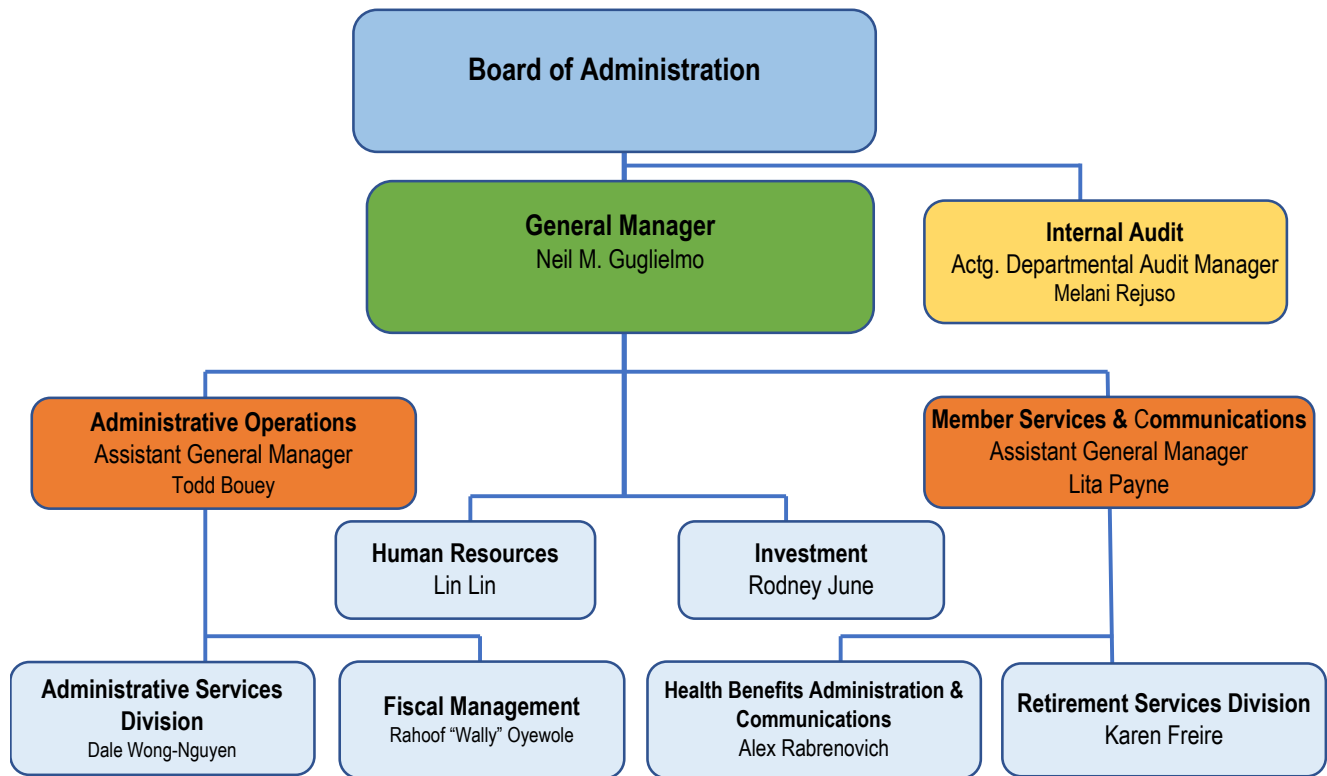 Board of Administration
General Manager
Neil M. Guglielmo
Internal Audit
Actg. Departmental Audit Manager
Melani Rejuso
Administrative Operations
Assistant General Manager
Todd Bouey
Member Services & Communications
Assistant General Manager
Lita Payne
Human Resources
Lin Lin
Investment
Rodney June
Administrative Services
Division
Dale Wong-Nguyen
Fiscal Management
Rahoof “Wally” Oyewole
Health Benefits Administration &
Communications
Alex Rabrenovich
Retirement Services Division
Karen Freire